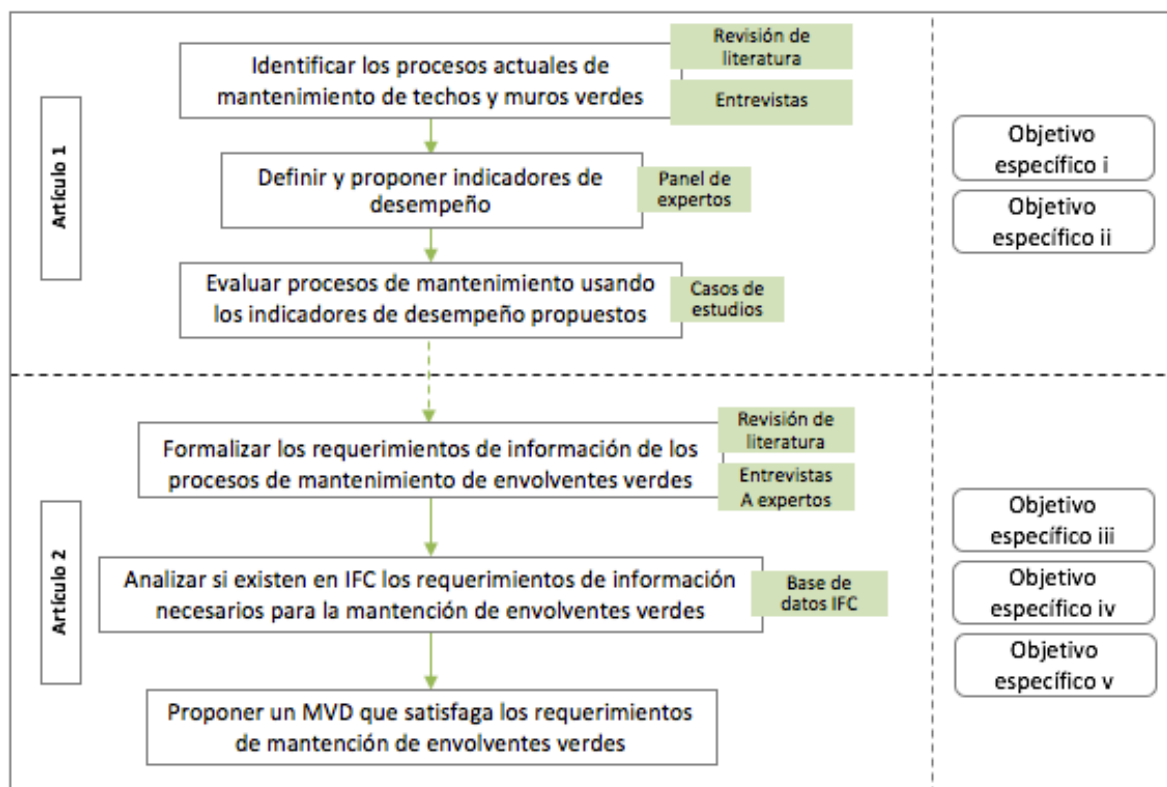 Artículo 1
Identificar los procesos actuales de
mantenimiento de techos y muros verdes
Revisión de
literatura
Entrevistas
Definir y proponer indicadores de
desempeño
Panel de
expertos
Evaluar procesos de mantenimiento usando
los indicadores de desempeño propuestos
Casos de
estudios
Objetivo
específico i
Objetivo
específico ii
Artículo 2
Formalizar los requerimientos de información de los
procesos de mantenimiento de envolventes verdes
Revisión de
literatura
Entrevistas
A expertos
Analizar si existen en IFC los requerimientos de información
necesarios para la mantención de envolventes verdes
Base de
datos IFC
Proponer un MVD que satisfaga los requerimientos
de mantención de envolventes verdes
Objetivo
específico iii
Objetivo
específico iv
Objetivo
específico v